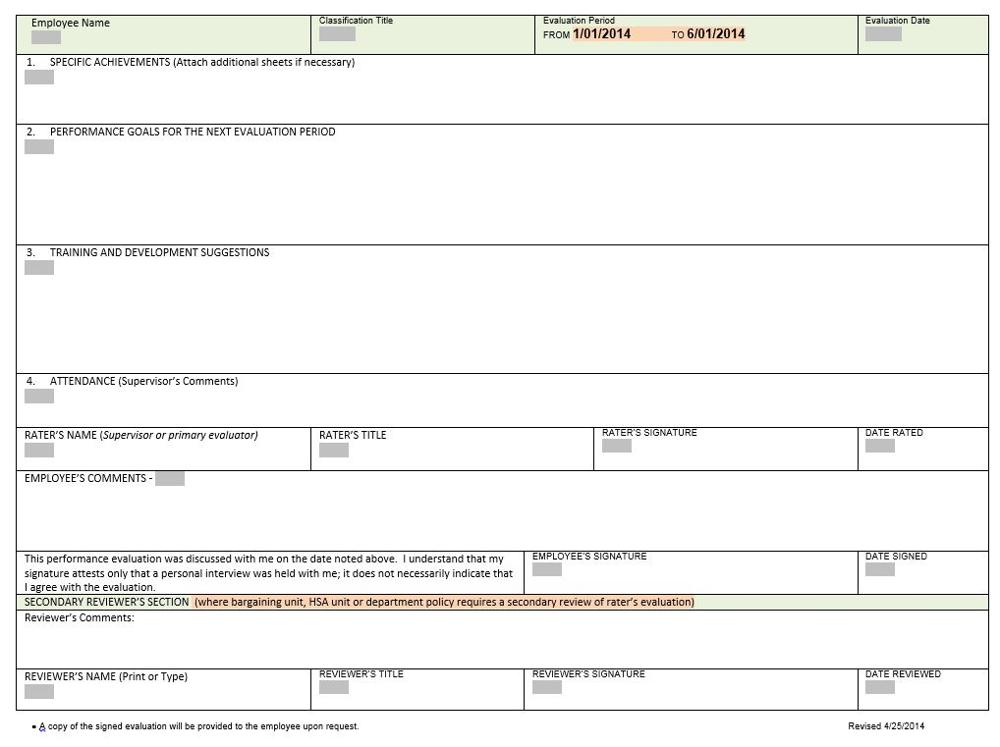 Employee Name
Classification Title
Evaluation Period
FROM 1/01/2014 TO 6/01/2014
Evaluation Date
1. SPECIFIC ACHIEVEMENTS (Attach additional sheets if necessary)
2. PERFORMANCE GOALS FOR THE NEXT EVALUATION PERIOD
3. TRAINING AND DEVELOPMENT SUGGESTIONS
4. ATTENDANCE (Supervisor's Comments)
RATER'S NAME (Supervisor or primary evaluator)
RATER'S TITLE
RATER'S SIGNATURE
DATE RATED
EMPLOYEE'S COMMENTS -
This performance evaluation was discussed with me on the date noted above. I understand that my
signature attests only that a personal interview was held with me; it does not necessarily indicate that
I agree with the evaluation.
EMPLOYEE'S SIGNATURE
DATE SIGNED
SECONDARY REVIEWER'S SECTION (where bargaining unit, HSA unit or department policy requires a secondary review of rater's evaluation)
Reviewer's Comments:
REVIEWER'S NAME (Print or Type)
REVIEWER'S TITLE
REVIEWER'S SIGNATURE
DATE REVIEWED
• A copy of the signed evaluation will be provided to the employee upon request.
Revised 4/25/2014